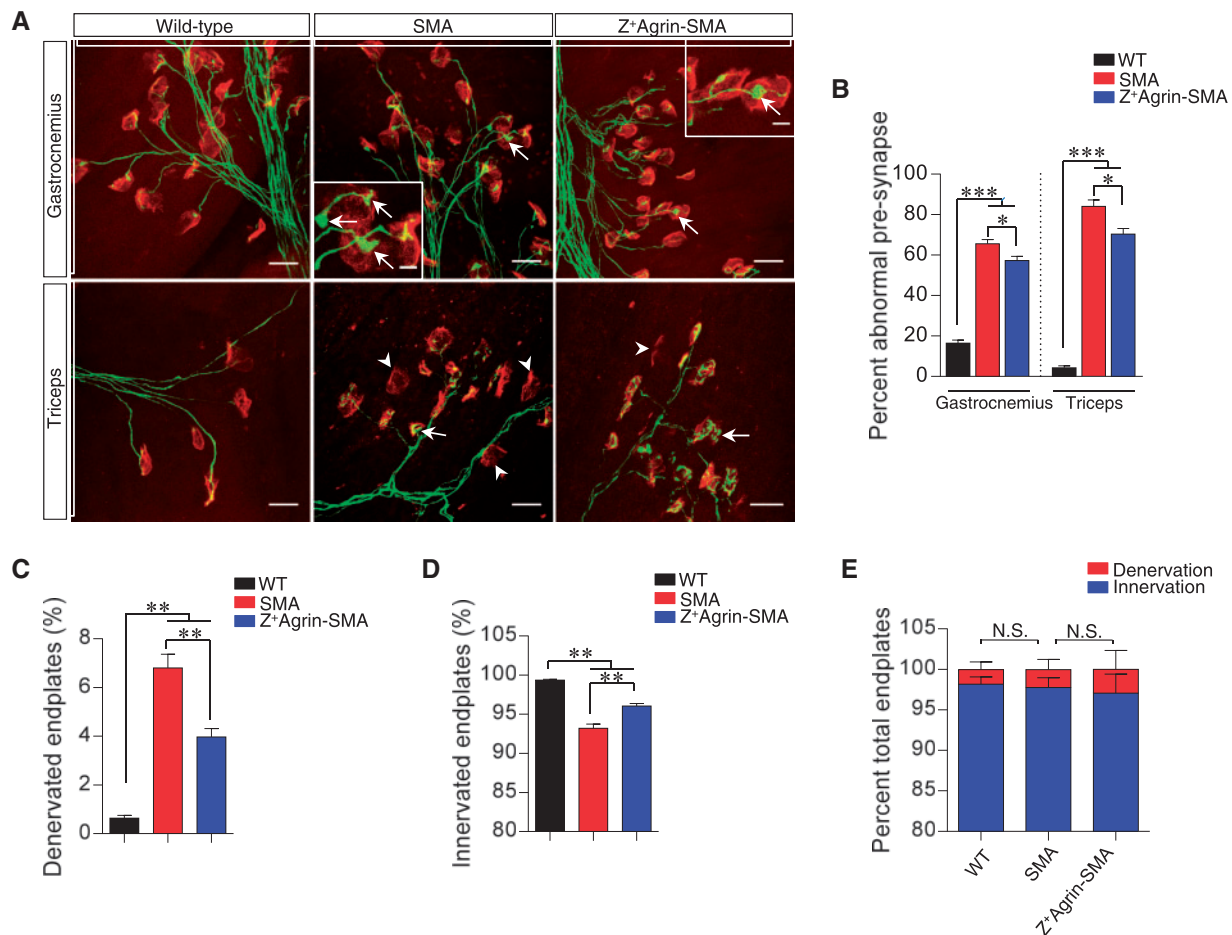 A
Wild-type
SMA
Z+Agrin-SMA
Gastrocnemius
Triceps
B
WT
SMA
Z+Agrin-SMA
Percent abnormal pre-synapse
100
80
60
40
20
0
***
*
***
*
Gastrocnemius
Triceps
C
WT
SMA
Z+Agrin-SMA
Denervated endplates (%)
8
6
4
2
0
**
**
D
WT
SMA
Z+Agrin-SMA
Innervated endplates (%)
105
100
95
90
85
80
**
**
E
Denervation
Innervation
Percent total endplates
105
100
95
90
85
80
N.S.
N.S.
WT
SMA
Z+Agrin-SMA